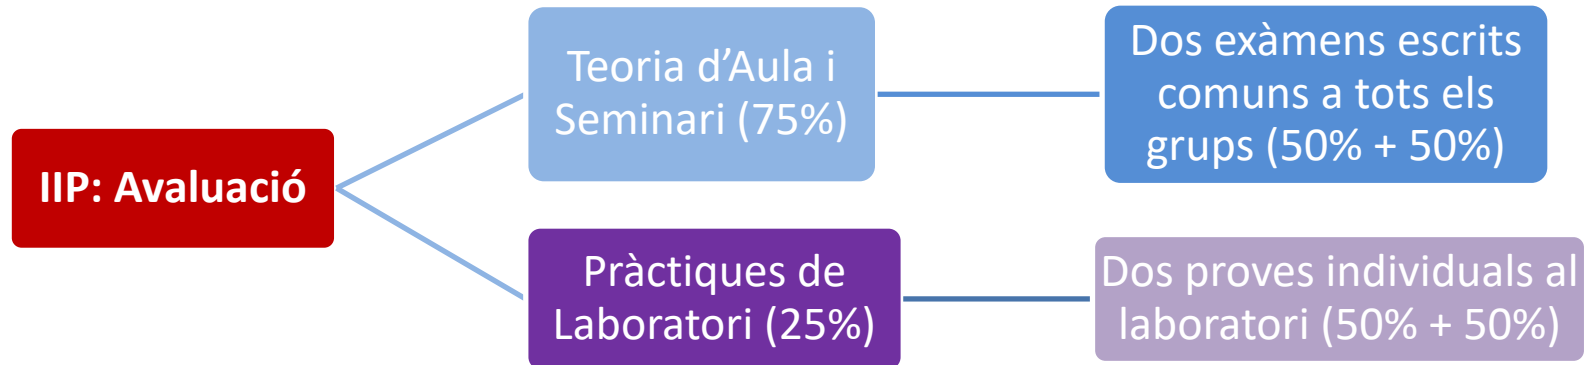 IIP: Avaluació
Teoria d’Aula i
Seminari (75%)
Dos exàmens escrits
comuns a tots els
grups (50% + 50%)
Pràctiques de
Laboratori (25%)
Dos proves individuals al
laboratori (50% + 50%)